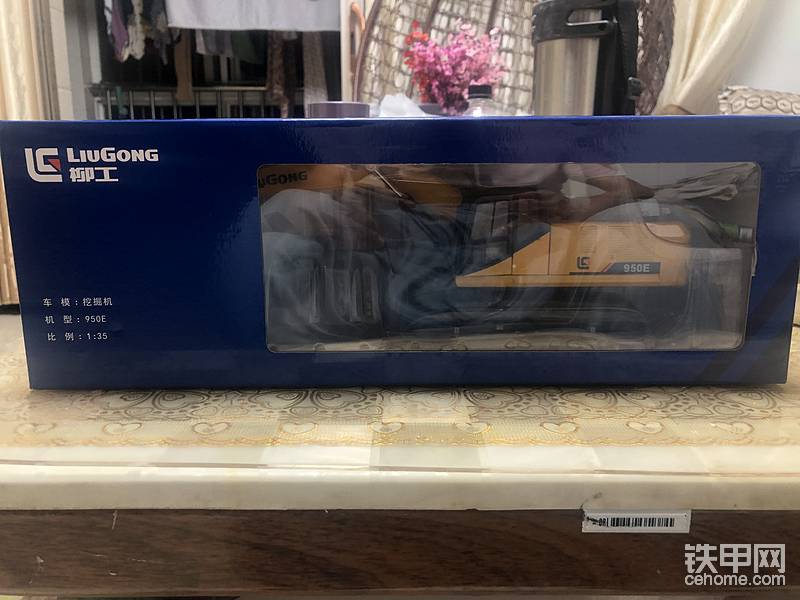 LIUGONG
柳工
LIUGONG
950E
车 模：挖掘机
机 型：950E
比 例：1:35
铁甲网
cehome.com